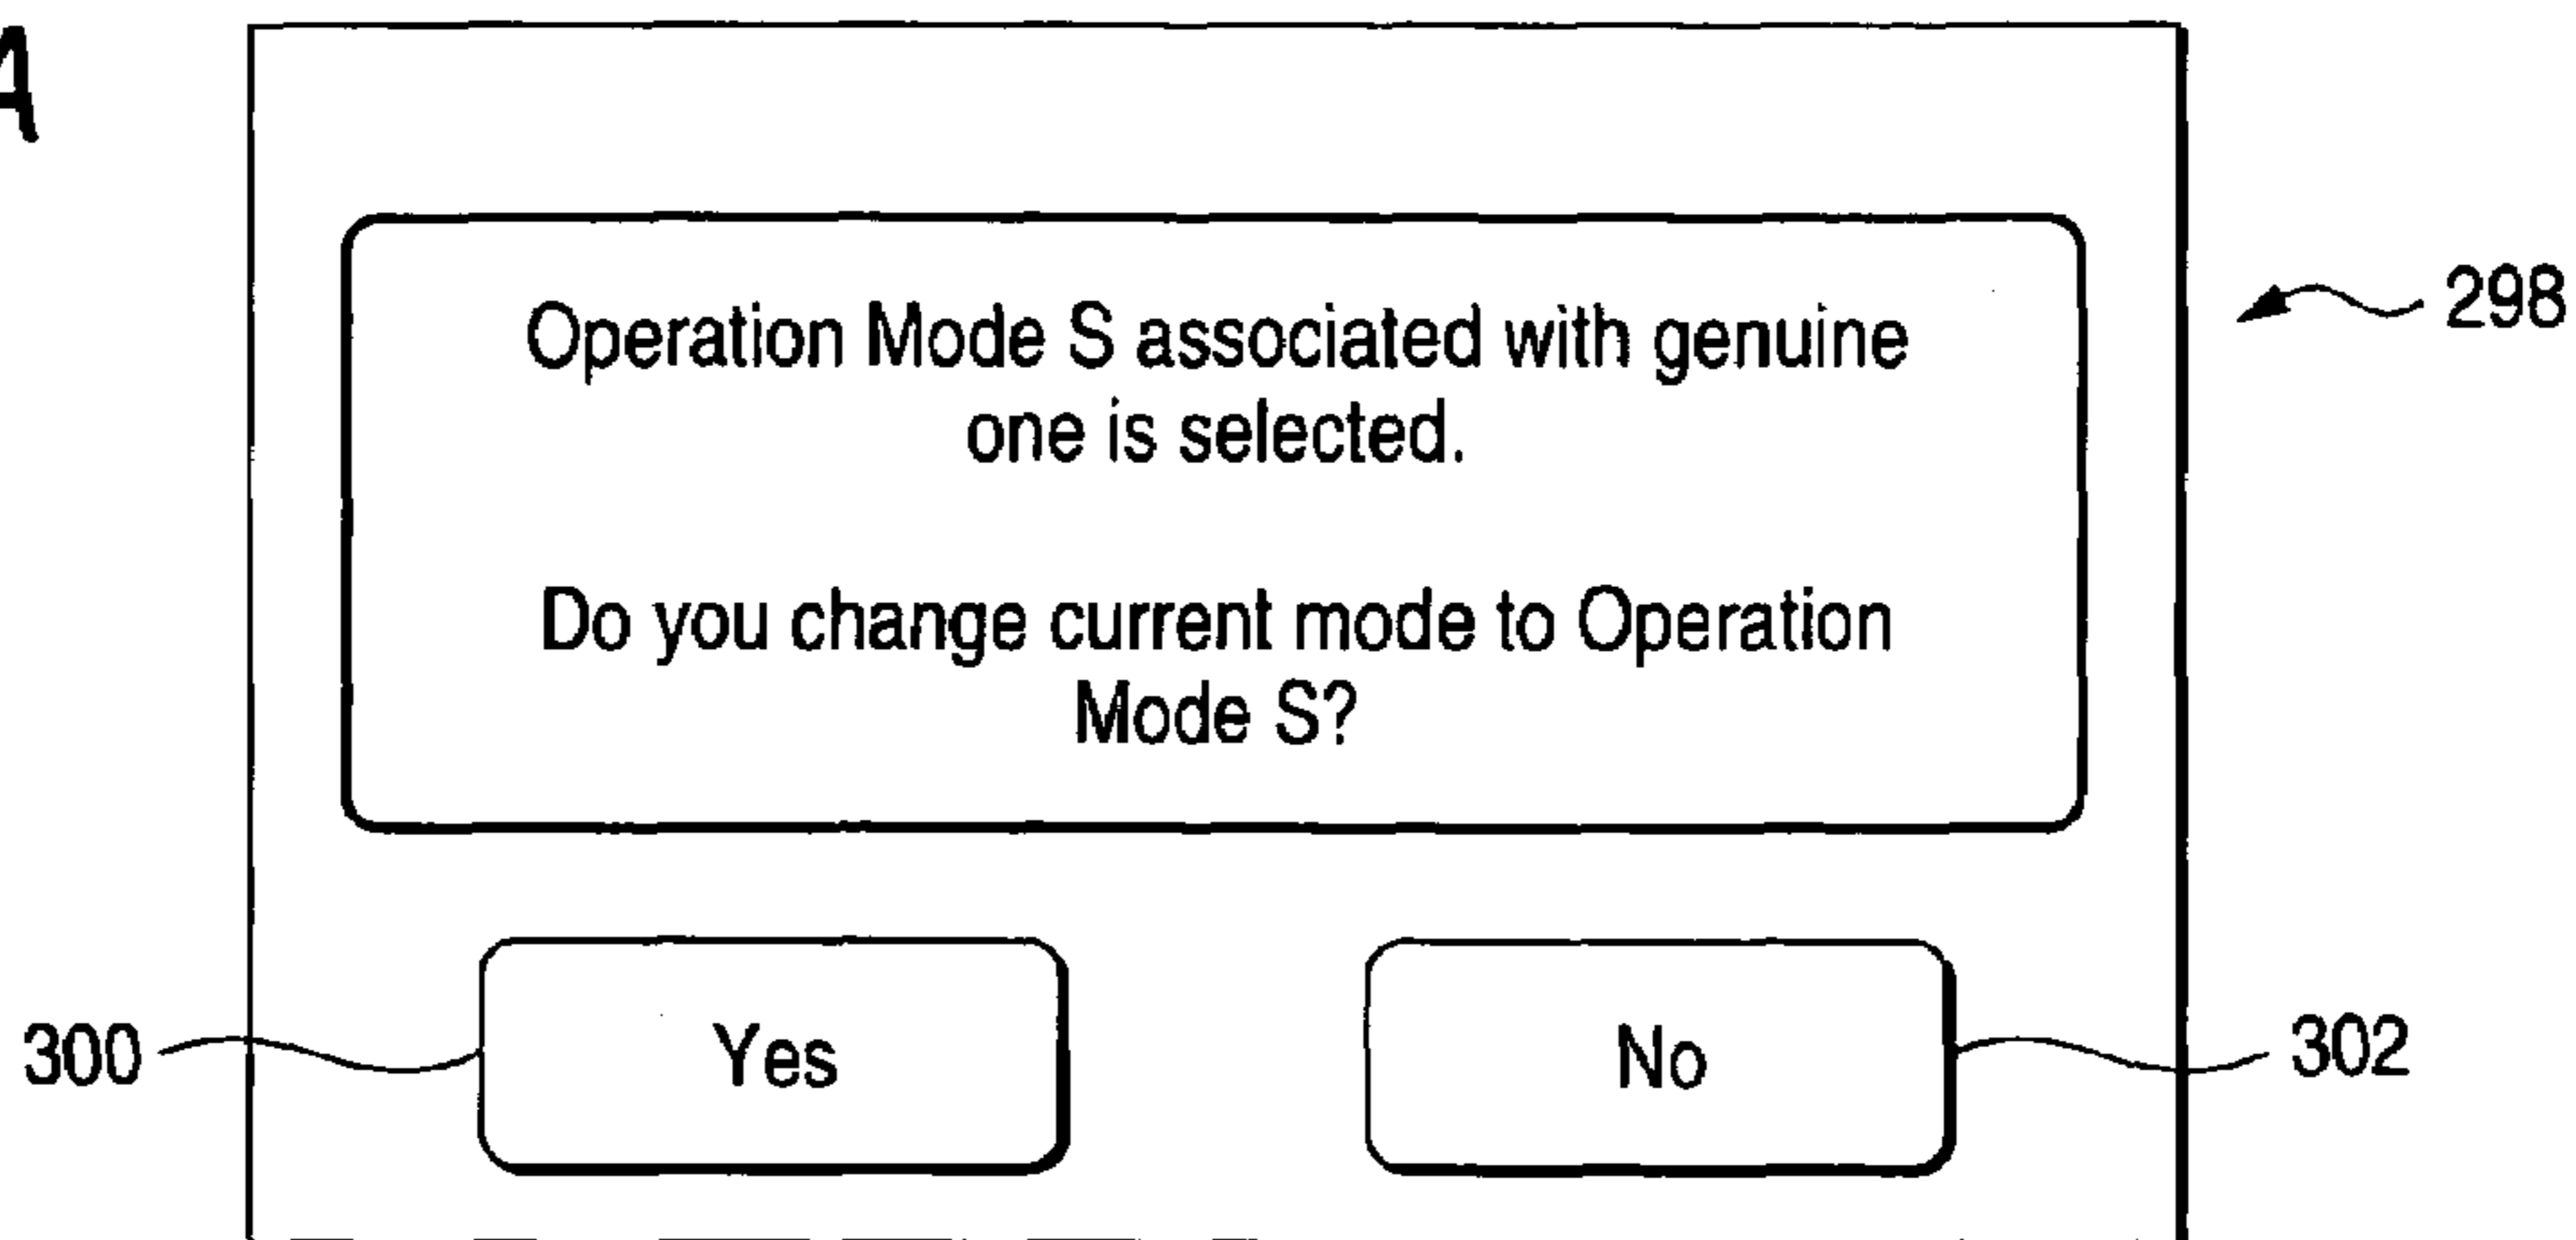 A
Operation Mode S associated with genuine
one is selected.
298
Do you change current mode to Operation
Mode S?
300
Yes
No
302